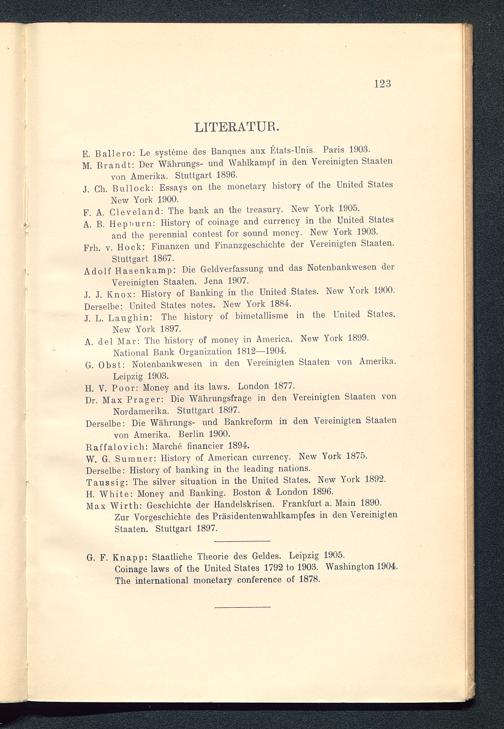 123
LITERATUR.
E. Ballero: Le système des Banques aux États-Unis. Paris 1903.
M. Brandt: Der Währungs- und Wahlkampf in den Vereinigten Staaten
von Amerika. Stuttgart 1896.
J. Ch. Bullock: Essays on the monetary history of the United States
New York 1900.
F. A. Cleveland: The bank an the treasury. New York 1905.
A. B. Hepburn: History of coinage and currency in the United States
and the perennial contest for sound money. New York 1903.
Frh. v. Hock: Finanzen und Finanzgeschichte der Vereinigten Staaten.
Stuttgart 1867.
Adolf Hasenkamp: Die Geldverfassung und das Notenbankwesen der
Vereinigten Staaten. Jena 1907.
J. J. Knox: History of Banking in the United States. New York 1900.
Derselbe: United States notes. New York 1884.
J. L. Laughin: The history of bimetallisme in the United States.
New York 1897.
A. del Mar: The history of money in America. New York 1899.
National Bank Organization 1812—1904.
G. Obst: Notenbankwesen in den Vereinigten Staaten von Amerika.
Leipzig 1903.
H. V. Poor: Money and its laws. London 1877.
Dr. Max Prager: Die Währungsfrage in den Vereinigten Staaten von
Nordamerika. Stuttgart 1897.
Derselbe: Die Währungs- und Bankreform in den Vereinigten Staaten
von Amerika. Berlin 1900.
Raffalovich: Marché financier 1894.
W. G. Sumner: History of American currency. New York 1875.
Derselbe: History of banking in the leading nations.
Taussig: The silver situation in the United States. New York 1892.
H. White: Money and Banking. Boston & London 1896.
Max Wirth: Geschichte der Handelskrisen. Frankfurt a. Main 1890.
Zur Vorgeschichte des Präsidentenwahlkampfes in den Vereinigten
Staaten. Stuttgart 1897.
G. F. Knapp: Staatliche Theorie des Geldes. Leipzig 1905.
Coinage laws of the United States 1792 to 1903. Washington 1904.
The international monetary conference of 1878.